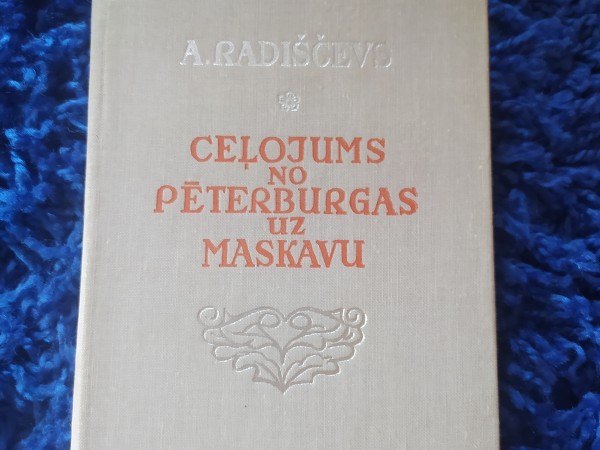 A.RADIŠČEVS
CEĻOJUMS
NO
PĒTERBURGAS
UZ
MASKAVU